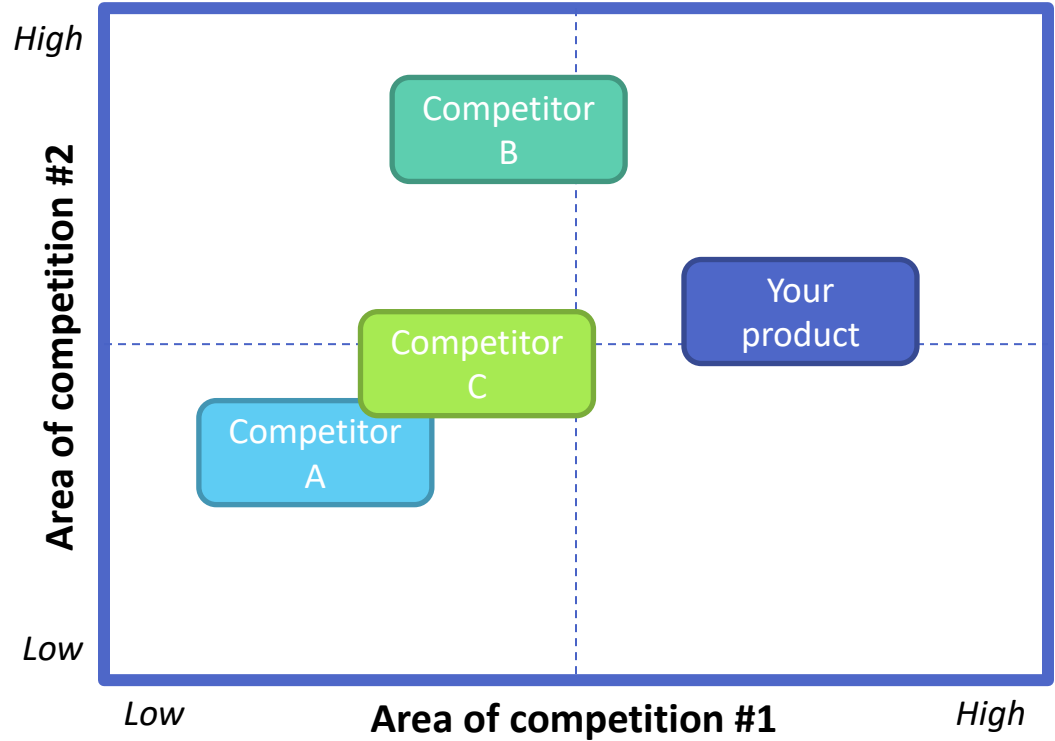 High
Competitor
B
Area of competition #2
Your
product
Competitor
C
Competitor
A
Low
Low
Area of competition #1
High